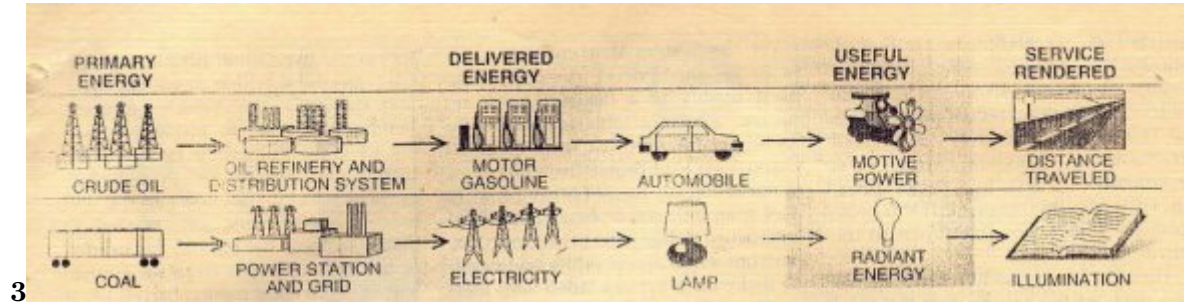 PRIMARY ENERGY
DELIVERED ENERGY
USEFUL ENERGY
SERVICE RENDERED
CRUDE OIL
OIL REFINERY AND DISTRIBUTION SYSTEM
MOTOR GASOLINE
AUTOMOBILE
MOTIVE POWER
DISTANCE TRAVELED
COAL
POWER STATION AND GRID
ELECTRICITY
LAMP
RADIANT ENERGY
ILLUMINATION
3